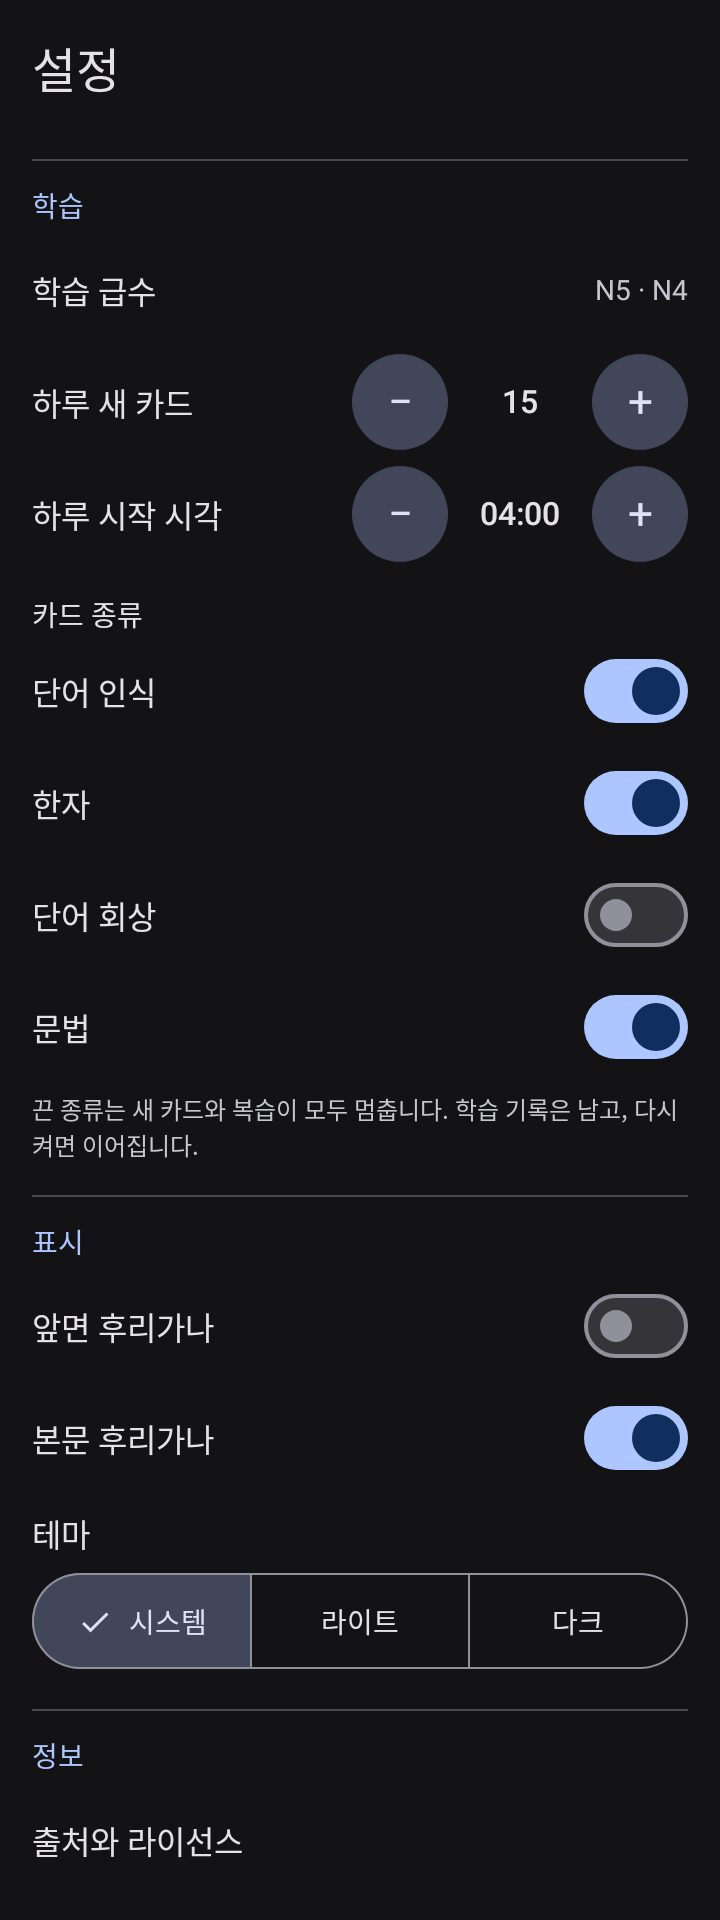 설정
학습
학습 급수 N5 · N4
하루 새 카드 − 15 +
하루 시작 시각 − 04:00 +
카드 종류
단어 인식
한자
단어 회상
문법
끈 종류는 새 카드와 복습이 모두 멈춥니다. 학습 기록은 남고, 다시
켜면 이어집니다.
표시
앞면 후리가나
본문 후리가나
테마
시스템 라이트 다크
정보
출처와 라이선스